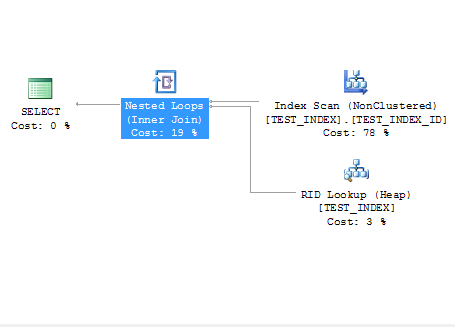 SELECT
Cost: 0 %
Nested Loops
(Inner Join)
Cost: 19 %
Index Scan (NonClustered)
[TEST_INDEX].[TEST_INDEX_ID]
Cost: 78 %
RID Lookup (Heap)
[TEST_INDEX]
Cost: 3 %